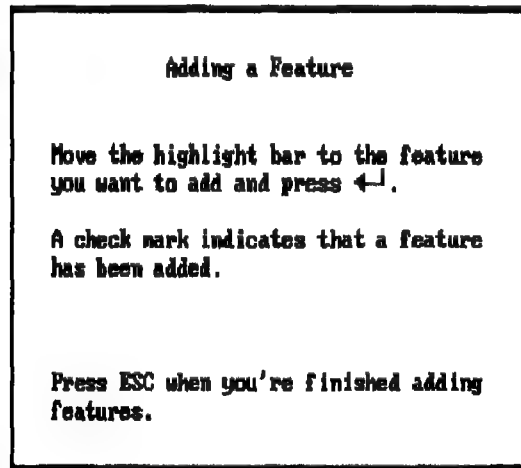 Adding a Feature
Move the highlight bar to the feature
you want to add and press ↵.
A check mark indicates that a feature
has been added.
Press ESC when you're finished adding
features.